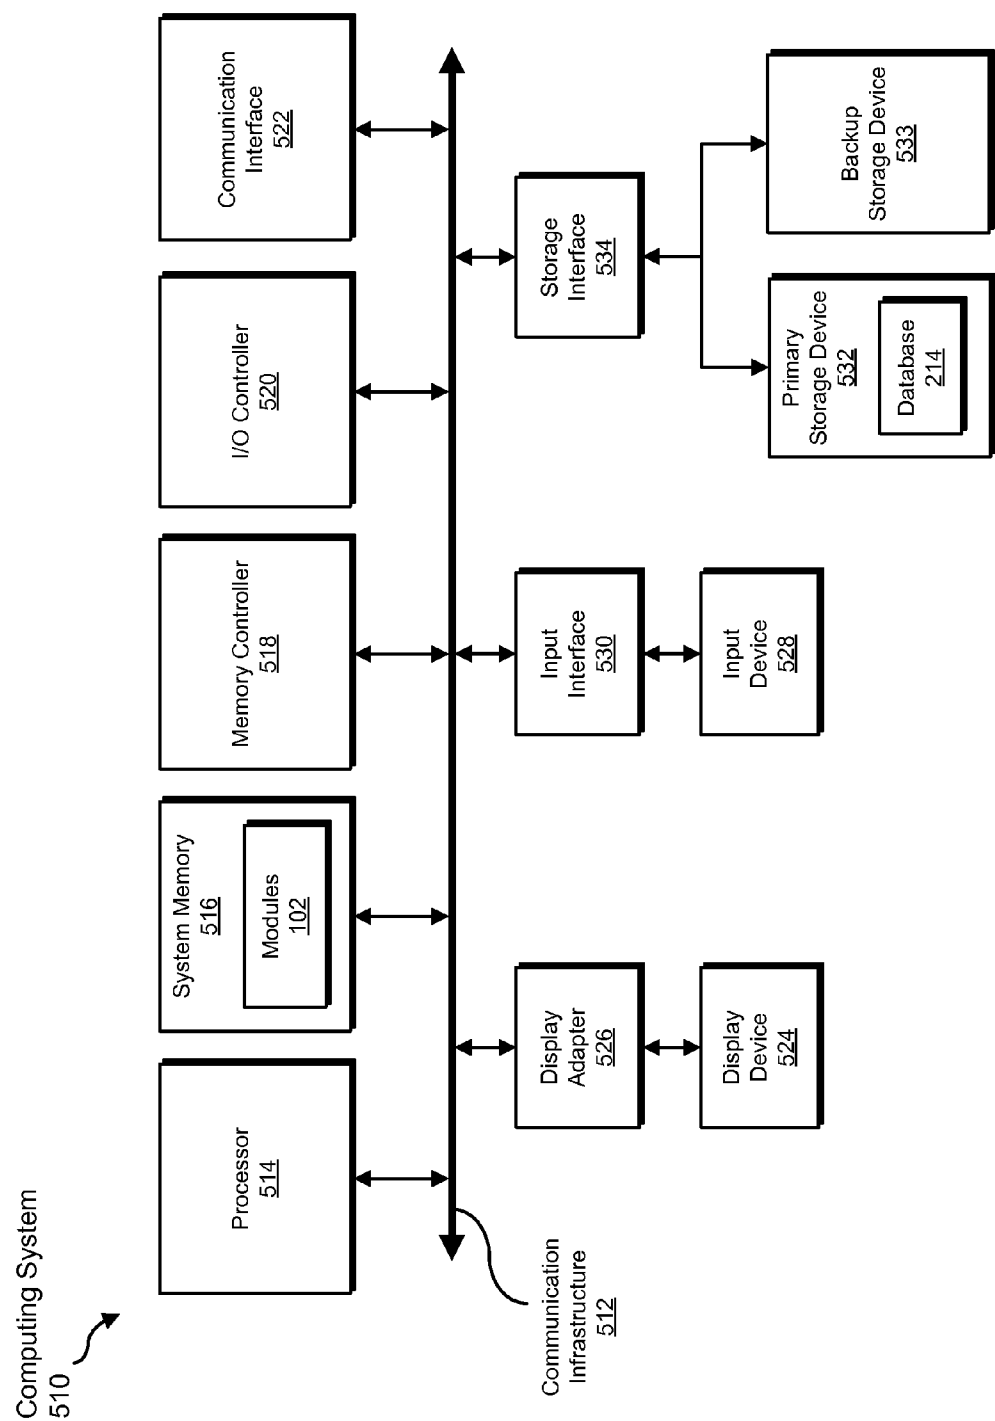 Computing System
510
Processor
514
System Memory
516
Modules
102
Memory Controller
518
I/O Controller
520
Communication
Interface
522
Communication
Infrastructure
512
Display
Adapter
526
Input
Interface
530
Storage
Interface
534
Display
Device
524
Input
Device
528
Primary
Storage Device
532
Database
214
Backup
Storage Device
533